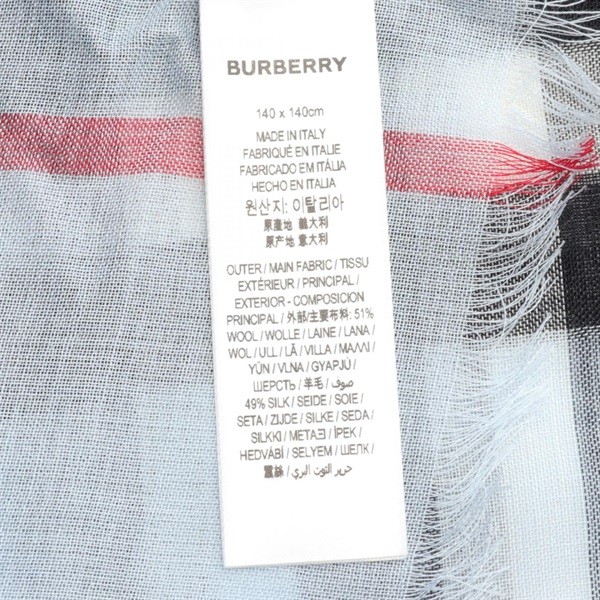 BURBERRY
140 x 140cm
MADE IN ITALY
FABRIQUÉ EN ITALIE
FABRICADO EM ITÁLIA
HECHO EN ITALIA
원산지: 이탈리아
原產地 義大利
原产地 意大利
OUTER / MAIN FABRIC / TISSU
EXTÉRIEUR / PRINCIPAL /
EXTERIOR - COMPOSICION
PRINCIPAL / 外部/主要布料: 51%
WOOL / WOLLE / LAINE / LANA /
WOL / ULL / LÃ / VILLA / ΜΑΛΛΙ /
YÜN / VLNA / GYAPJÚ /
ШЕРСТЬ / 羊毛 / صوف /
49% SILK / SEIDE / SOIE /
SETA / ZIJDE / SILKE / SEDA /
SILKKI / ΜΕΤΑΞΙ / İPEK /
HEDVÁBÍ / SELYEM / ШЕЛК /
蠶絲 / حرير التوت البري /